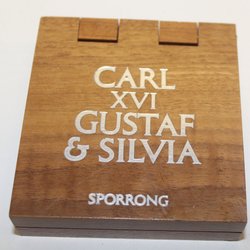 CARL
XVI
GUSTAF
& SILVIA
SPORRONG